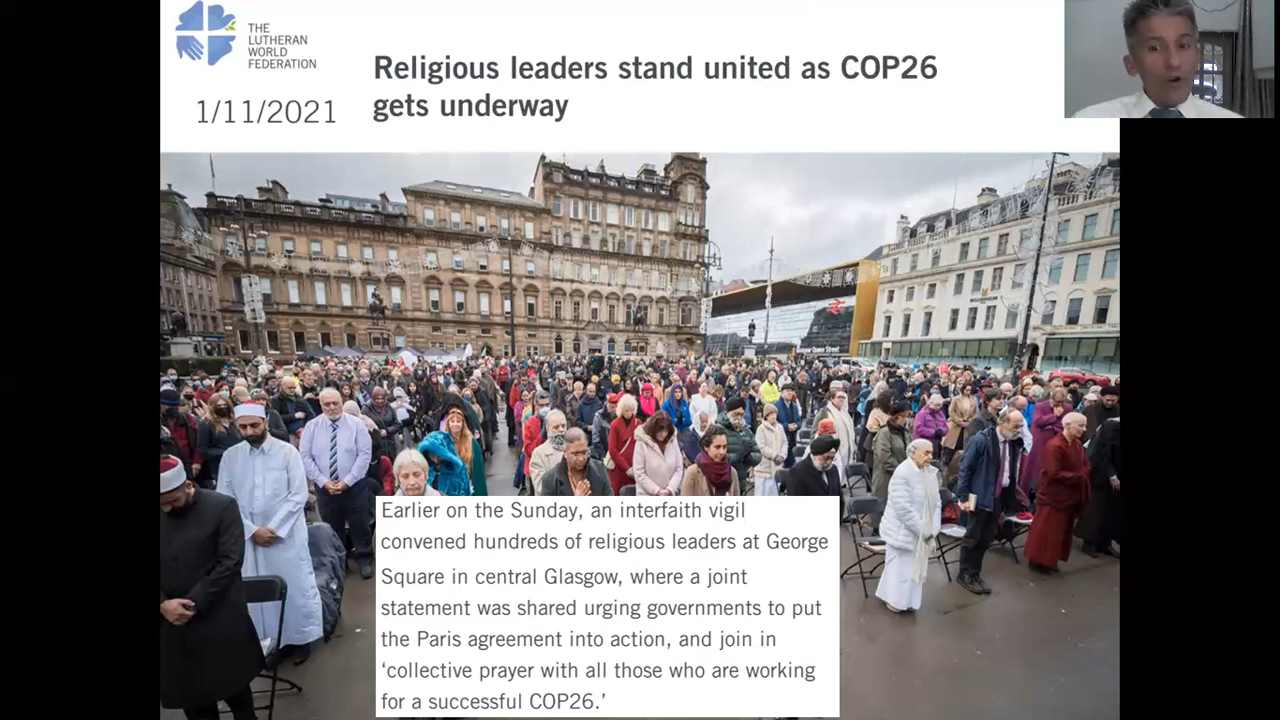 THE
LUTHERAN
WORLD
FEDERATION
1/11/2021
Religious leaders stand united as COP26
gets underway
Earlier on the Sunday, an interfaith vigil
convened hundreds of religious leaders at George
Square in central Glasgow, where a joint
statement was shared urging governments to put
the Paris agreement into action, and join in
‘collective prayer with all those who are working
for a successful COP26.’